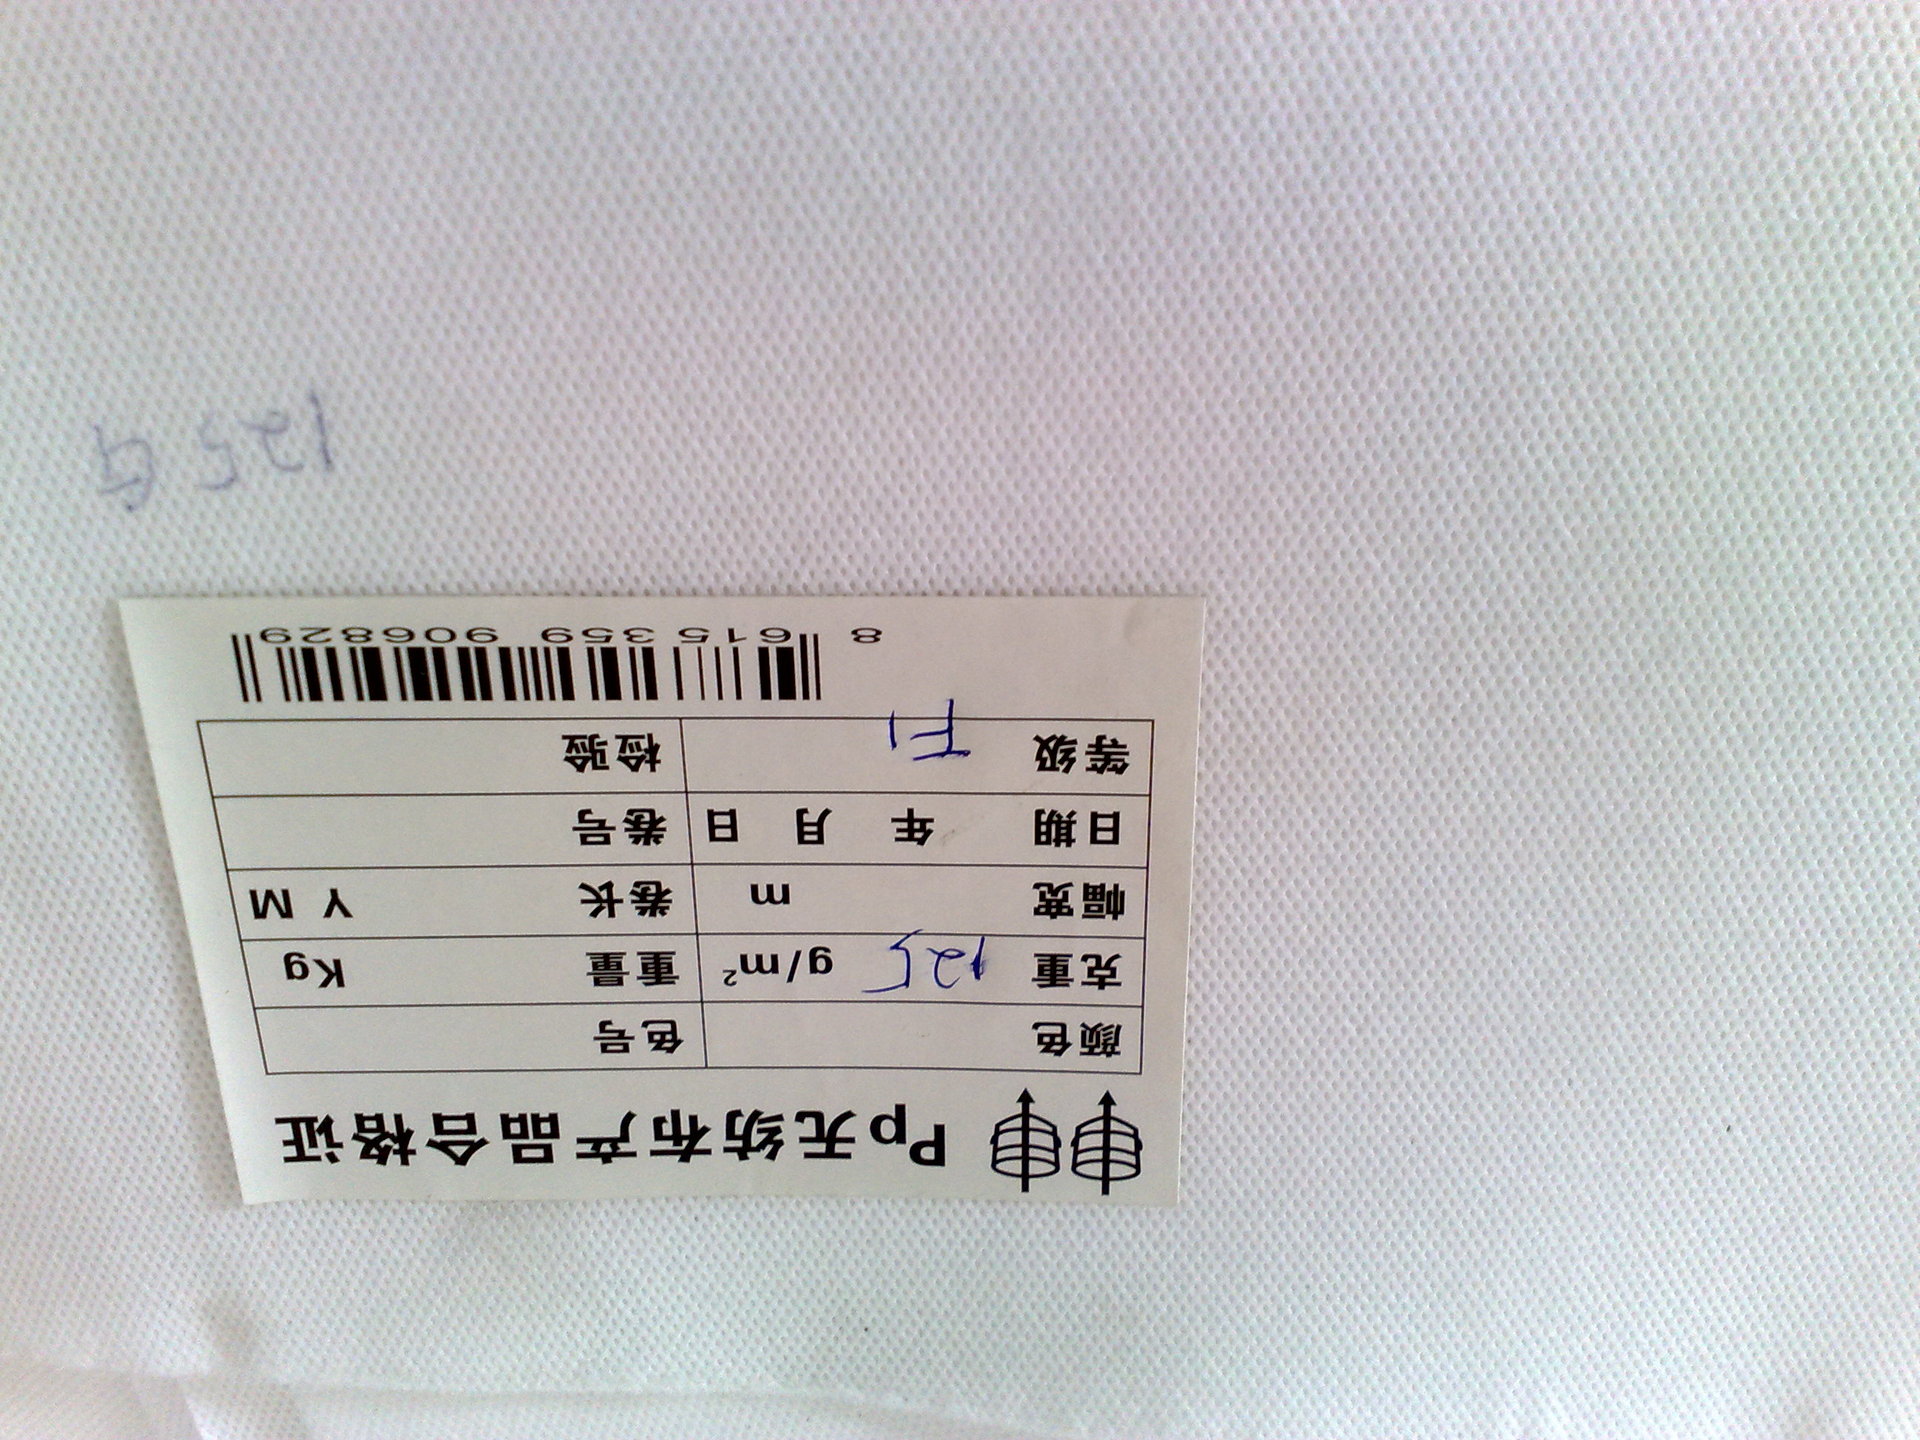 Pp无纺布产品合格证
颜色 色号
克重 125 g/m² 重量 Kg
幅宽 m 卷长 Y M
日期 年 月 日 卷号
等级 F1 检验
8 615359 906829
125g